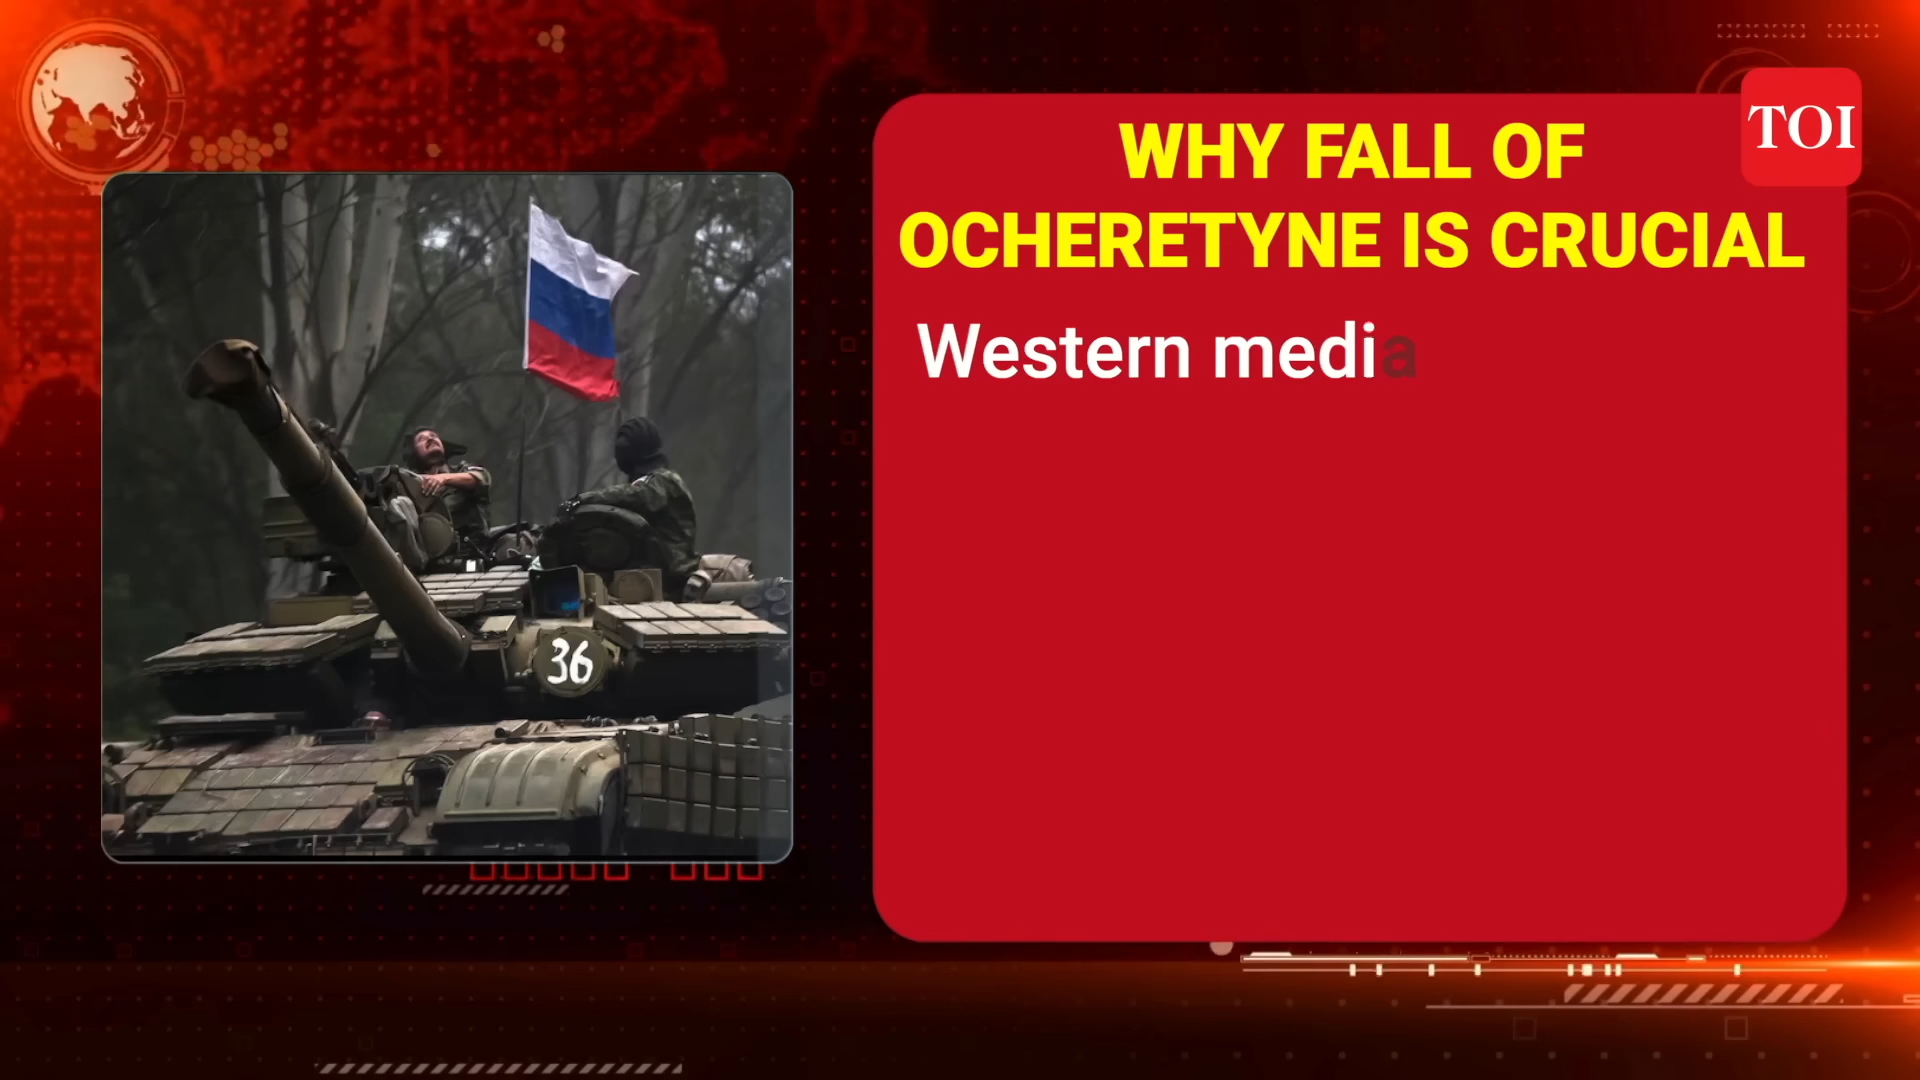 TOI
WHY FALL OF
OCHERETYNE IS CRUCIAL
Western media
36